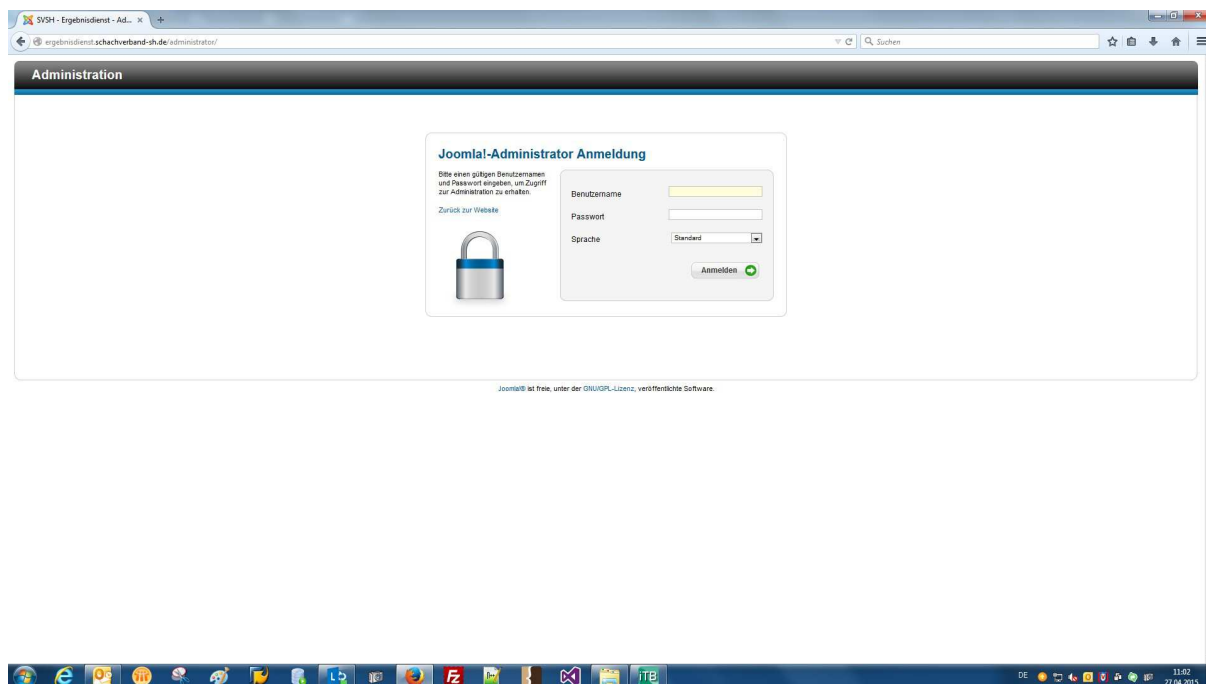 SVSH - Ergebnisdienst - Ad...
ergebnisdienst.schachverband-sh.de/administrator/
Suchen
Administration
Joomla!-Administrator Anmeldung
Bitte einen gültigen Benutzernamen
und Passwort eingeben, um Zugriff
zur Administration zu erhalten.
Zurück zur Website
Benutzername
Passwort
Sprache
Standard
Anmelden
Joomla!® ist freie, unter der GNU/GPL-Lizenz, veröffentlichte Software.
iTB
DE
11:02
27.04.2015